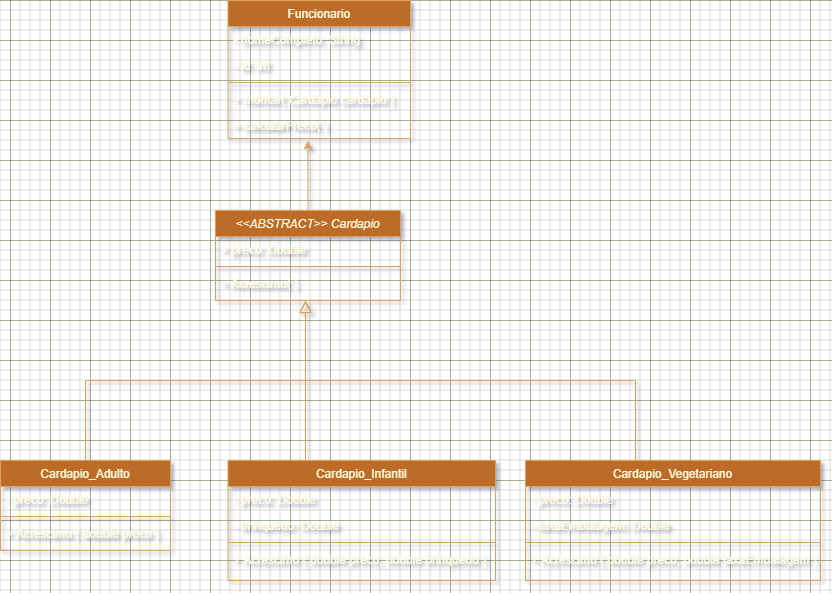 Funcionario
+ nomeCompleto: String
+ id: int
+ montar( Cardapio cardapio )
+ calcularPreco( )
<<ABSTRACT>> Cardapio
+ preco: Double
+ Acrescimo( )
Cardapio_Adulto
preco: Double
+ Acrescimo ( double preco )
Cardapio_Infantil
preco: Double
brinquedo: Double
+ Acrescimo ( double preco, double brinquedo )
Cardapio_Vegetariano
preco: Double
Double
+ Acrescimo ( double preco, double